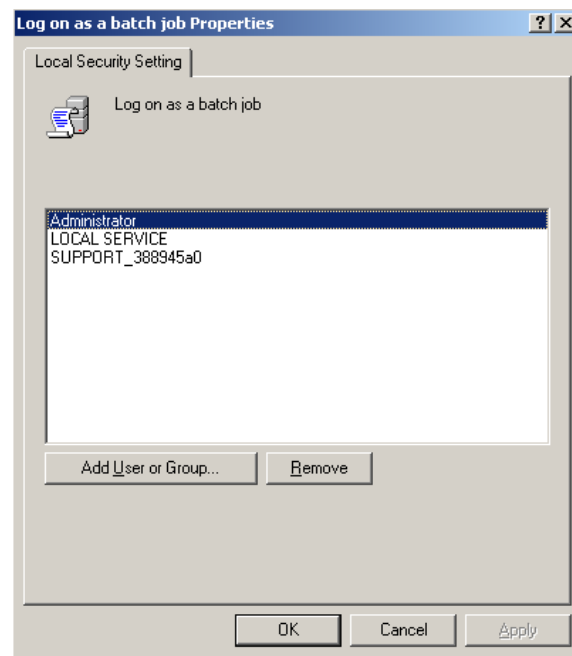 Log on as a batch job Properties
Local Security Setting
Log on as a batch job
Administrator
LOCAL SERVICE
SUPPORT_388945a0
Add User or Group... Remove
OK Cancel Apply